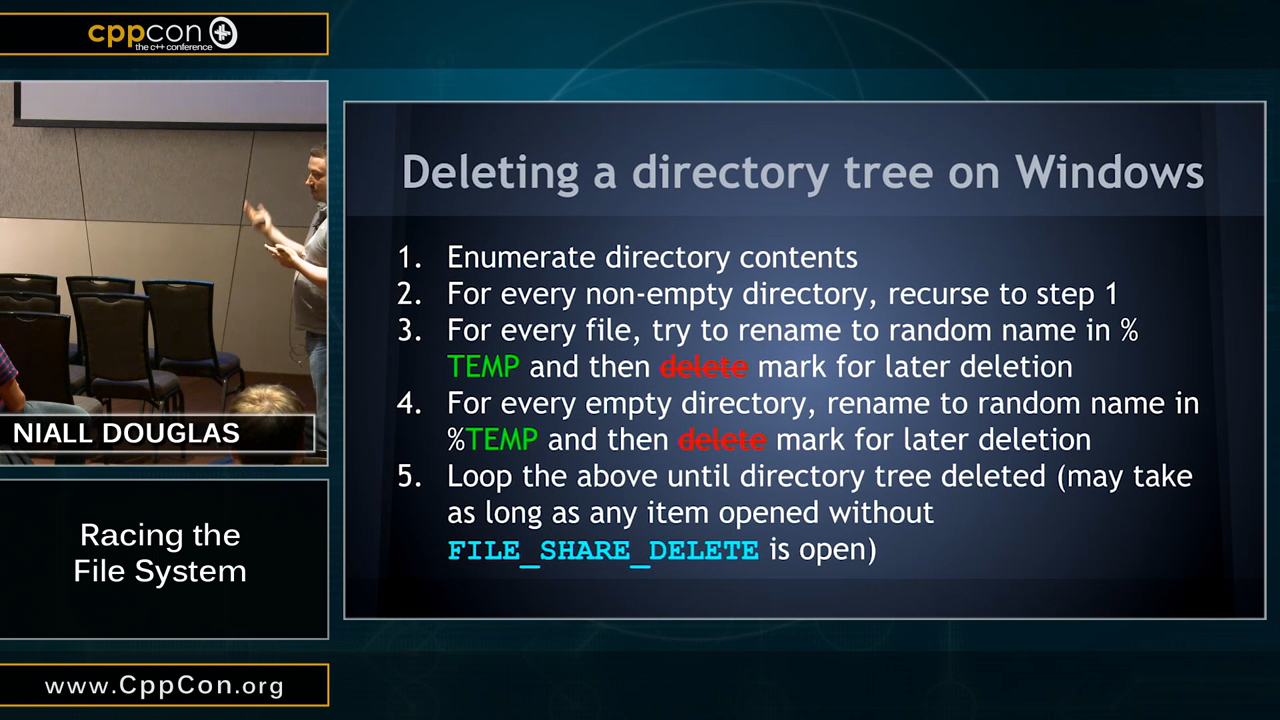 cppcon
the c++ conference
Deleting a directory tree on Windows
1. Enumerate directory contents
2. For every non-empty directory, recurse to step 1
3. For every file, try to rename to random name in %
TEMP and then delete mark for later deletion
4. For every empty directory, rename to random name in
%TEMP and then delete mark for later deletion
5. Loop the above until directory tree deleted (may take
as long as any item opened without
FILE_SHARE_DELETE is open)
NIALL DOUGLAS
Racing the
File System
www.CppCon.org